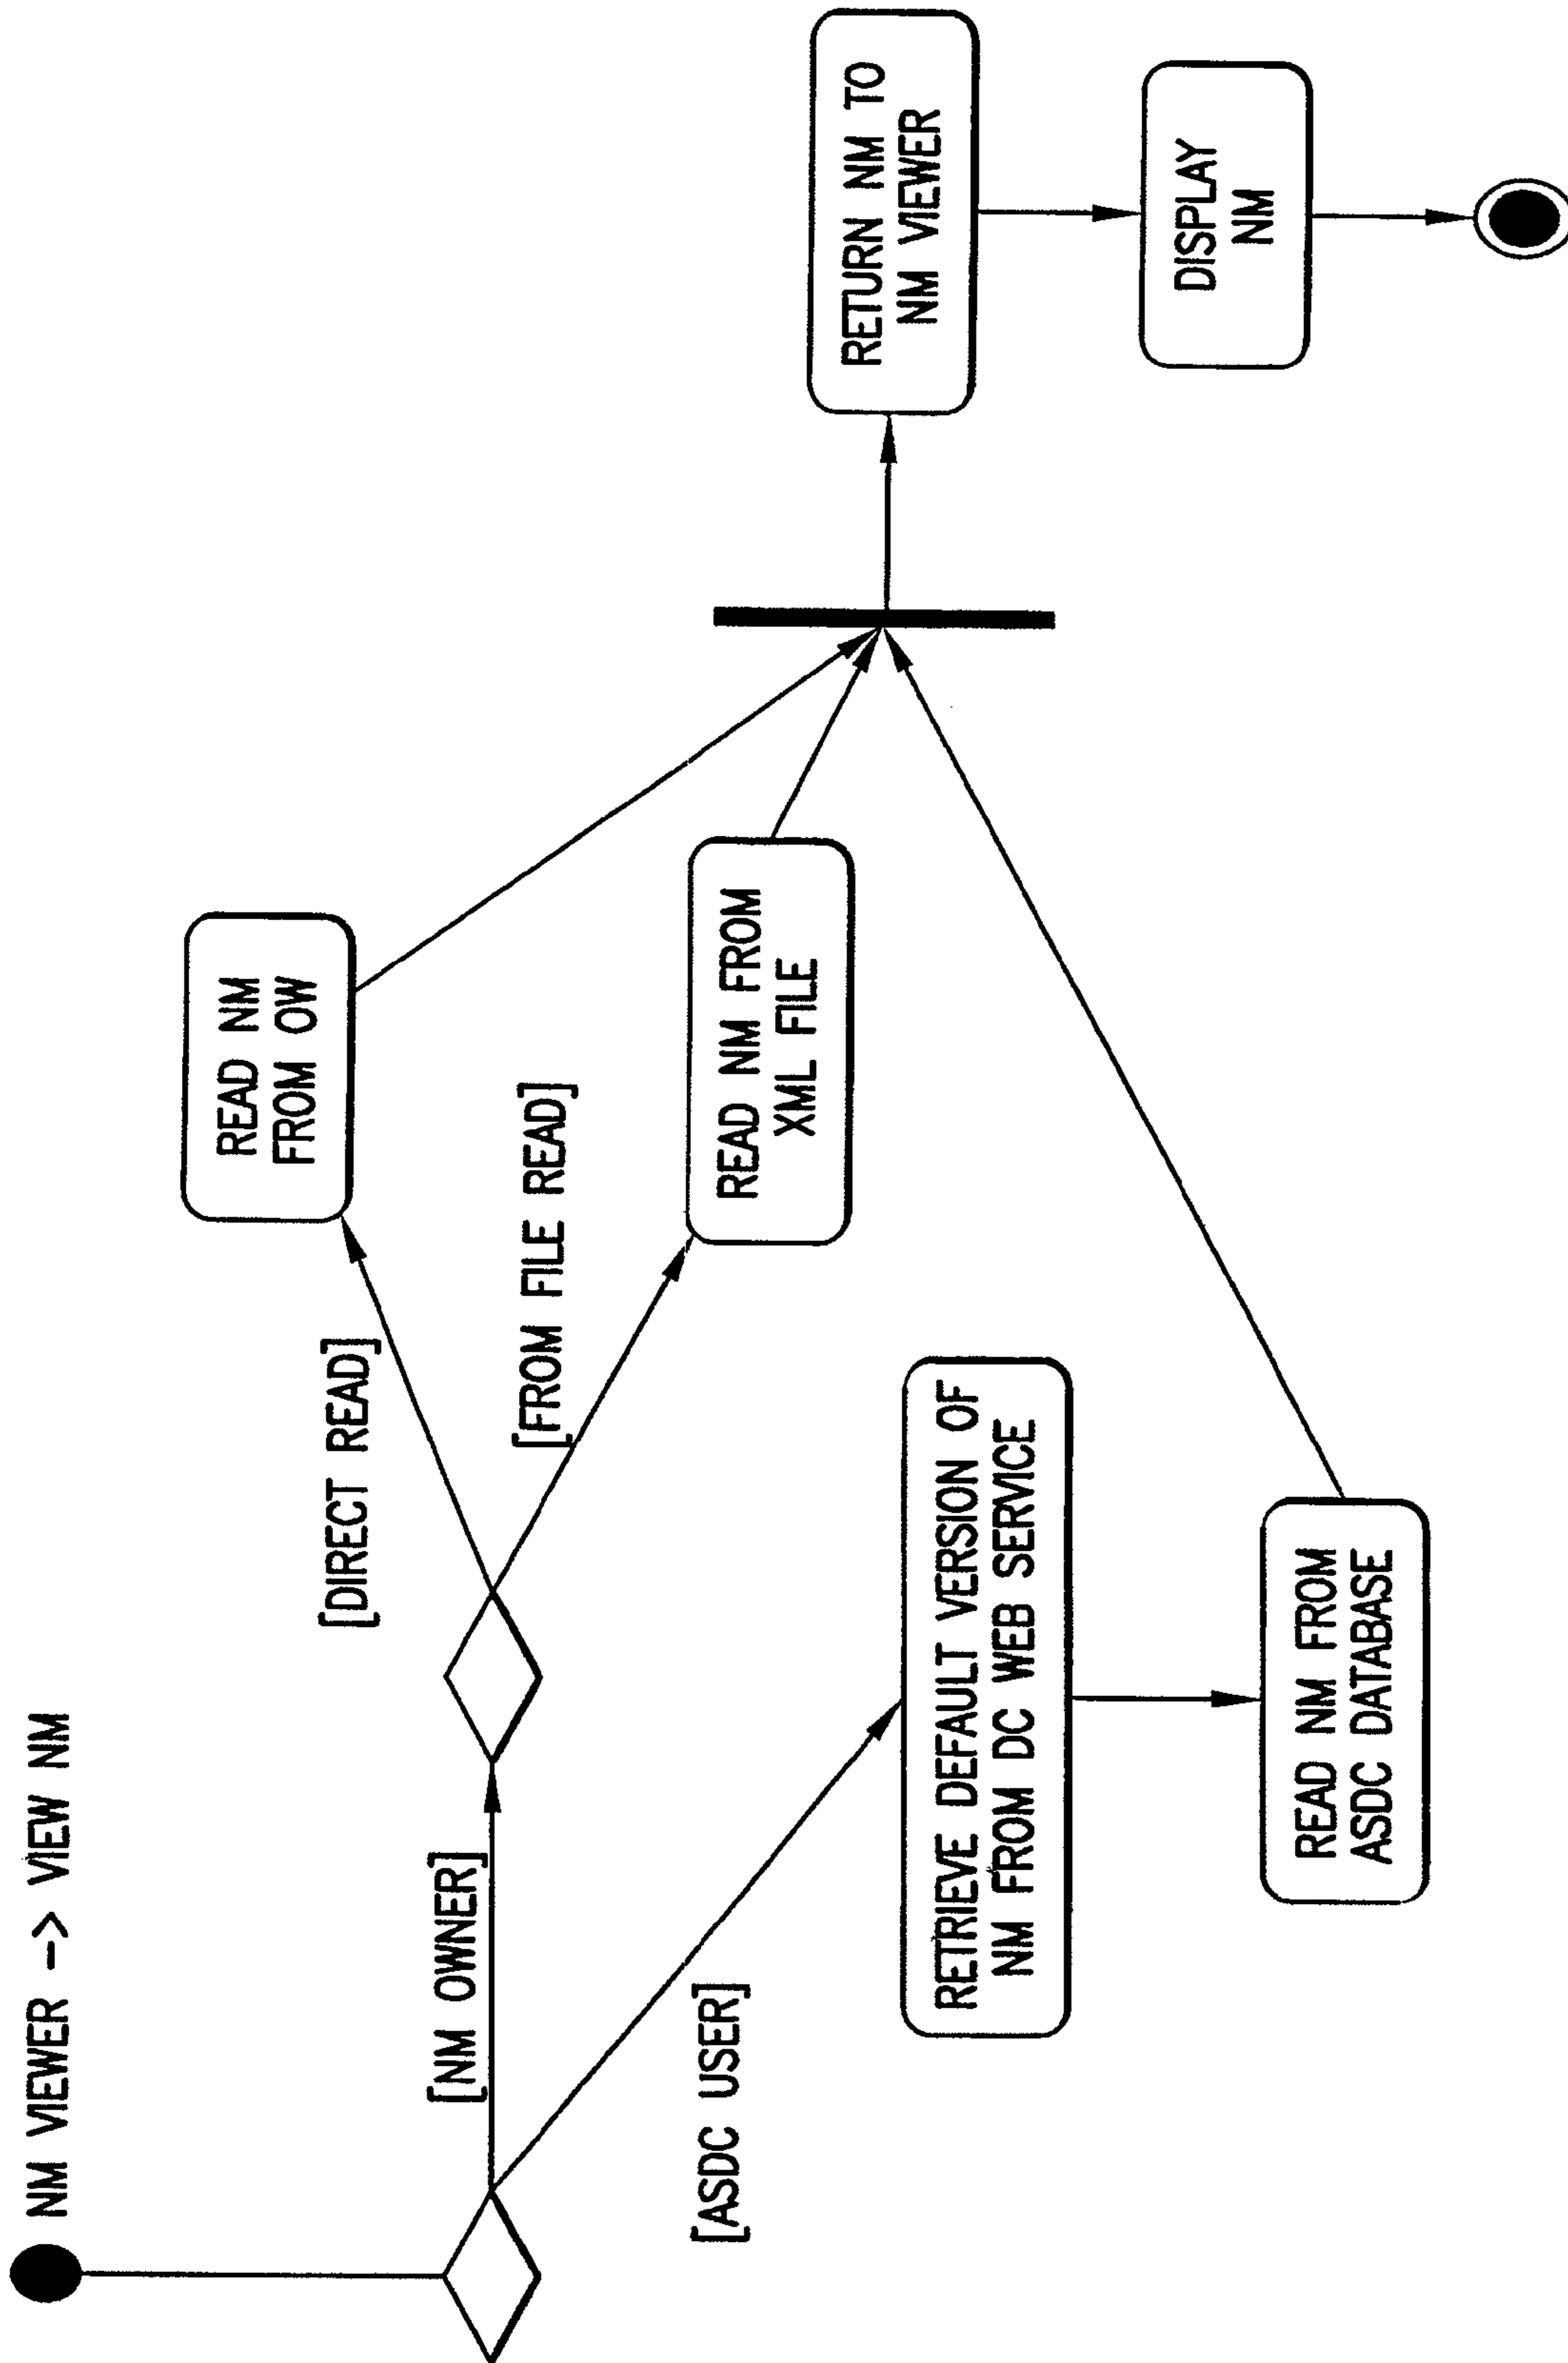 NM VIEWER -> VIEW NM
[NM OWNER]
[ASDC USER]
[DIRECT READ]
[FROM FILE READ]
READ NM
FROM OW
READ NM FROM
XML FILE
RETRIEVE DEFAULT VERSION OF
NM FROM DC WEB SERVICE
READ NM FROM
ASDC DATABASE
RETURN NM TO
NM VIEWER
DISPLAY
NM